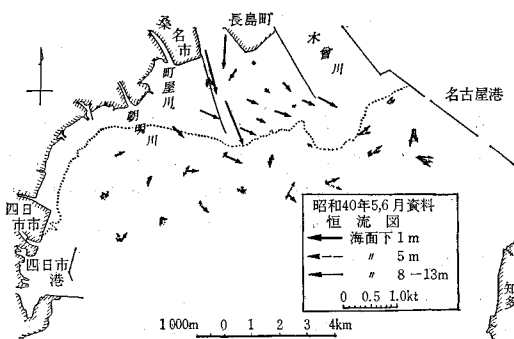 桑名市
長島町
木曾川
町屋川
朝明川
名古屋港
四日市市
四日市港
知多
昭和40年5,6月資料
恒流図
海面下1m
〃 5m
〃 8-13m
0 0.5 1.0kt
1000m 0 1 2 3 4km